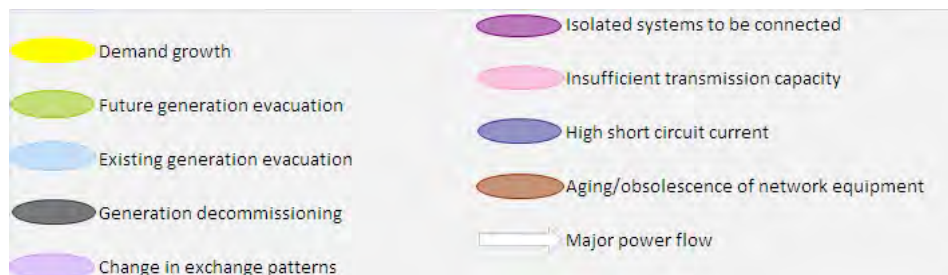 Demand growth
Future generation evacuation
Existing generation evacuation
Generation decommissioning
Change in exchange patterns
Isolated systems to be connected
Insufficient transmission capacity
High short circuit current
Aging/obsolescence of network equipment
Major power flow